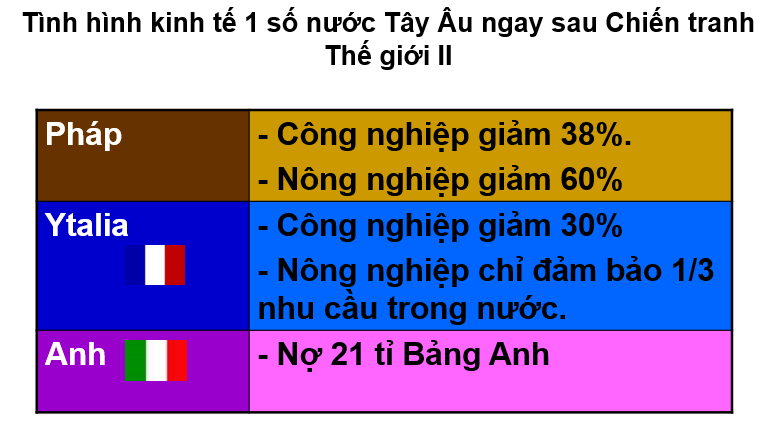 Tình hình kinh tế 1 số nước Tây Âu ngay sau Chiến tranh
Thế giới II
Pháp
- Công nghiệp giảm 38%.
- Nông nghiệp giảm 60%
Ytalia
- Công nghiệp giảm 30%
- Nông nghiệp chỉ đảm bảo 1/3
nhu cầu trong nước.
Anh
- Nợ 21 tỉ Bảng Anh